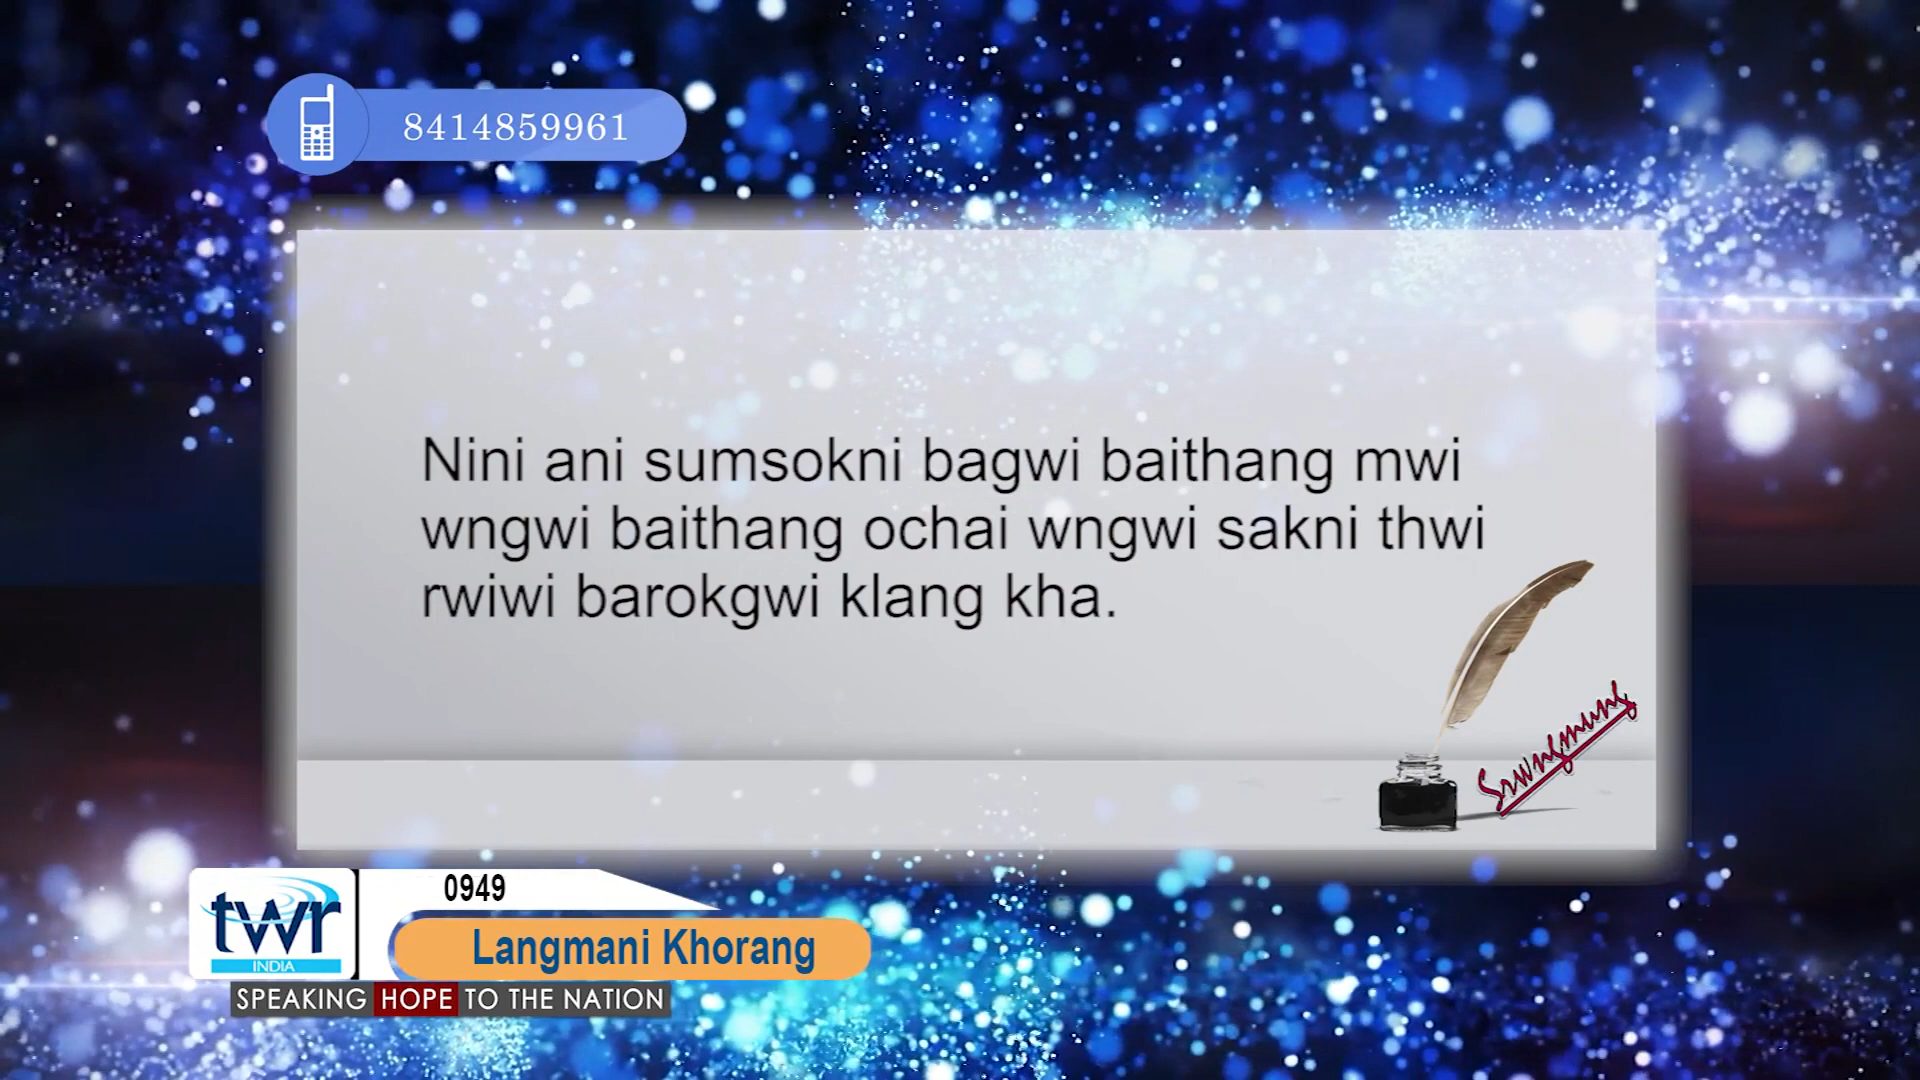 8414859961
Nini ani sumsokni bagwi baithang mwi
wngwi baithang ochai wngwi sakni thwi
rwiwi barokgwi klang kha.
Srwngmung
twr
INDIA
0949
Langmani Khorang
SPEAKING HOPE TO THE NATION